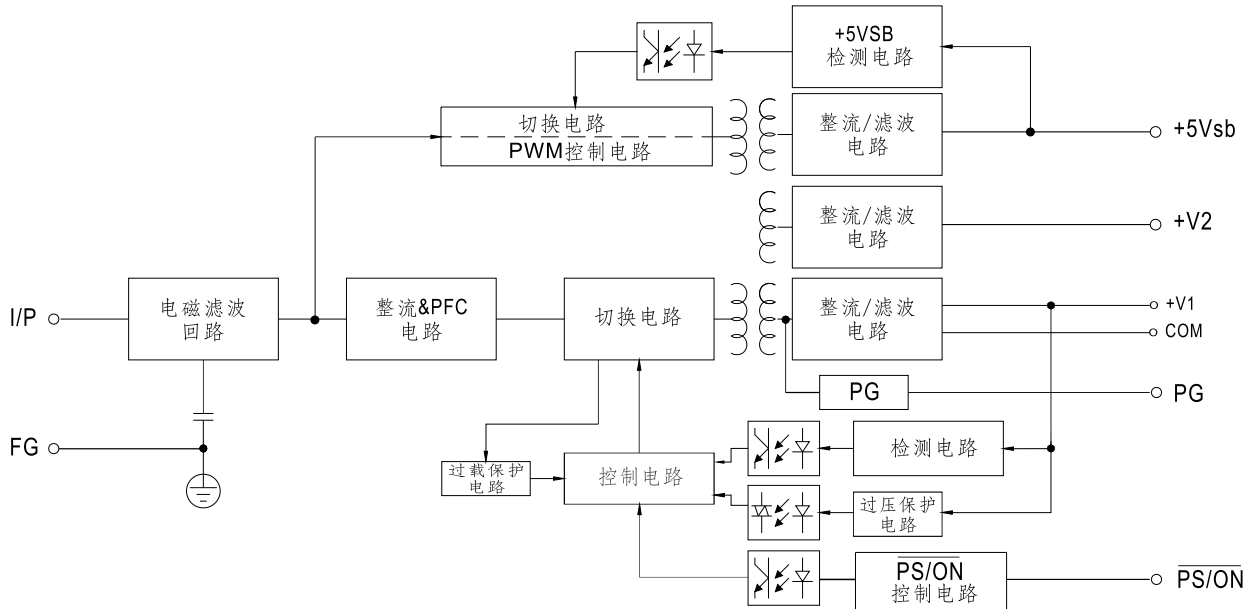 +5VSB
检测电路
切换电路
PWM控制电路
整流/滤波
电路
+5Vsb
整流/滤波
电路
+V2
I/P
电磁滤波
回路
整流&PFC
电路
切换电路
整流/滤波
电路
+V1
COM
PG
PG
FG
过载保护
电路
控制电路
检测电路
过压保护
电路
PS/ON
控制电路
PS/ON